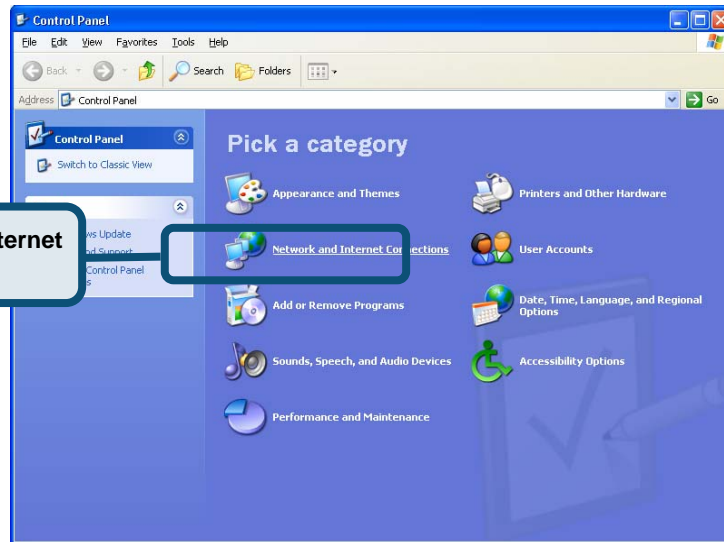 Control Panel
File Edit View Favorites Tools Help
Back Search Folders
Address Control Panel Go
Control Panel
Switch to Classic View
Pick a category
Appearance and Themes
Printers and Other Hardware
ternet
ws Update
nd Support
Control Panel
s
Network and Internet Connections
User Accounts
Add or Remove Programs
Date, Time, Language, and Regional
Options
Sounds, Speech, and Audio Devices
Accessibility Options
Performance and Maintenance